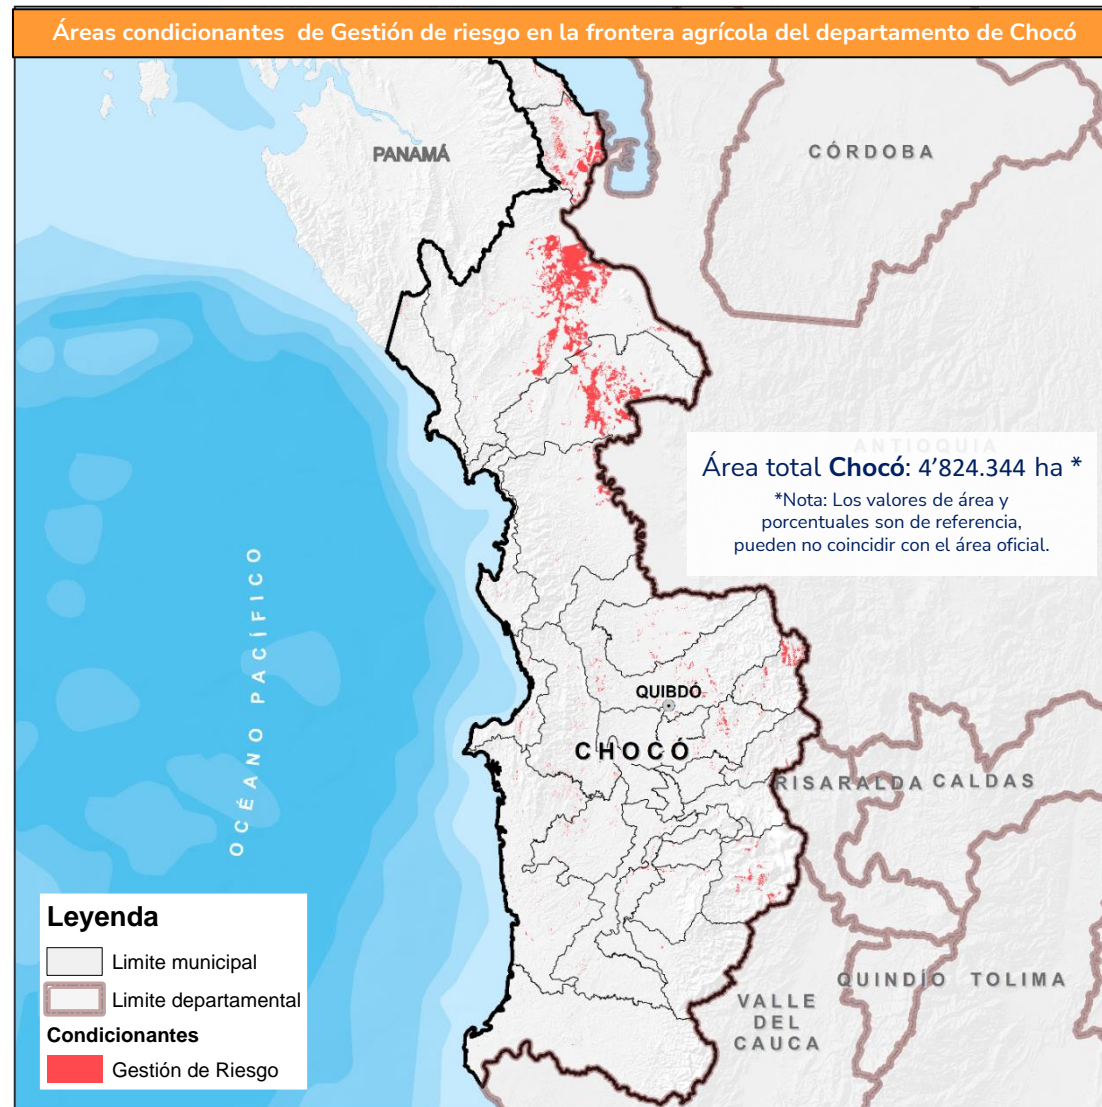 Áreas condicionantes  de Gestión de riesgo en la frontera agrícola del departamento de Chocó
PANAMÁ
CÓRDOBA
ANTIOQUIA
Área total Chocó: 4’824.344 ha *
*Nota: Los valores de área y
porcentuales son de referencia,
pueden no coincidir con el área oficial.
OCÉANO PACÍFICO
QUIBDÓ
CHOCÓ
RISARALDA
CALDAS
QUINDÍO
TOLIMA
VALLE
DEL
CAUCA
Leyenda
Limite municipal
Limite departamental
Condicionantes
Gestión de Riesgo